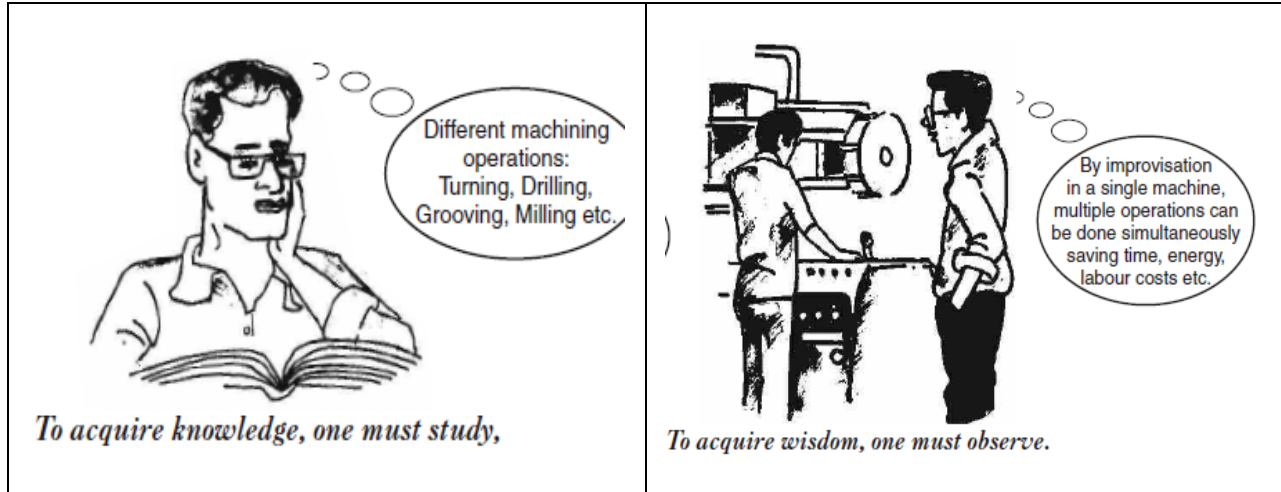 Different machining
operations:
Turning, Drilling,
Grooving, Milling etc.
To acquire knowledge, one must study,
By improvisation
in a single machine,
multiple operations can
be done simultaneously
saving time, energy,
labour costs etc.
To acquire wisdom, one must observe.